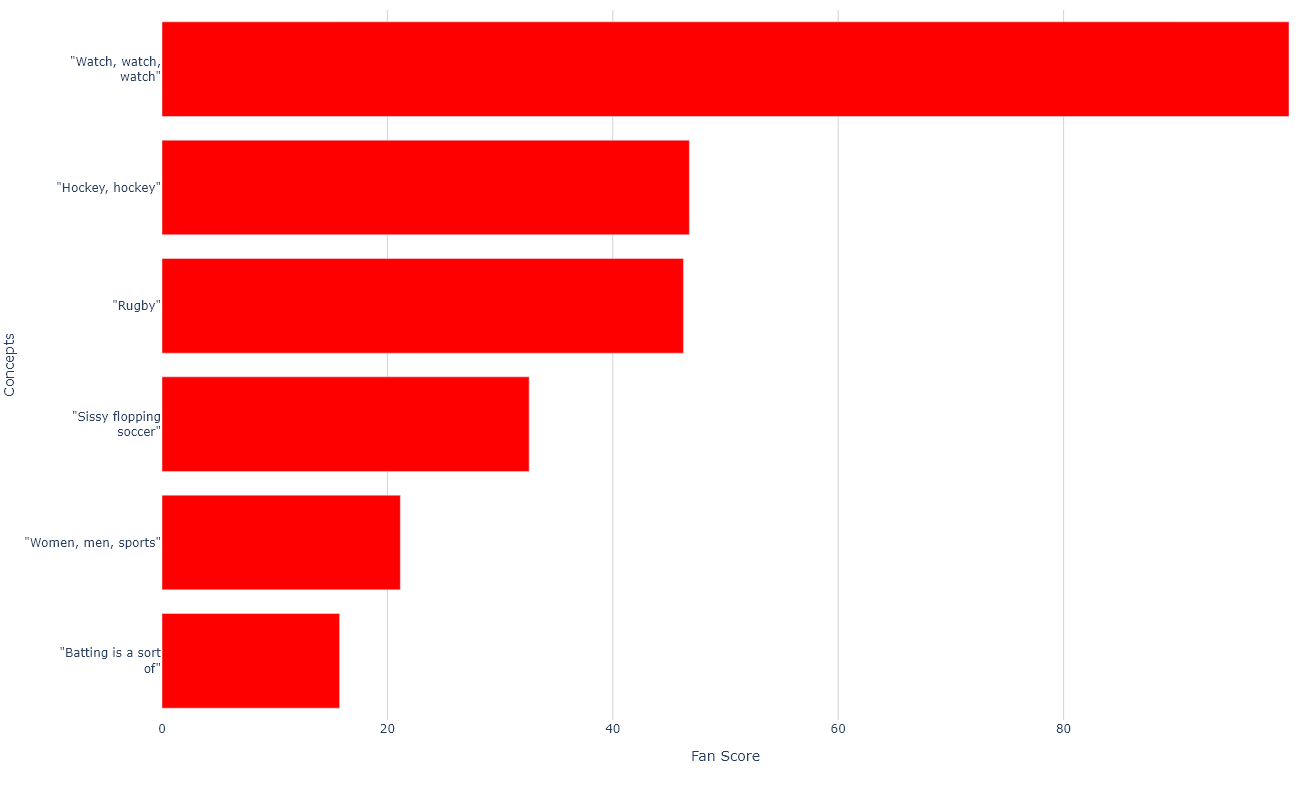 "Watch, watch,
watch"
"Hockey, hockey"
"Rugby"
"Sissy flopping
soccer"
"Women, men, sports"
"Batting is a sort
of"
Concepts
0 20 40 60 80
Fan Score